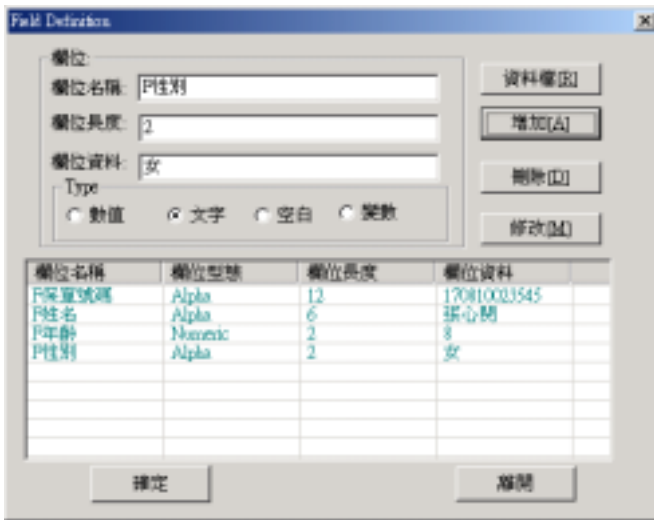 Field Definition
欄位
欄位名稱: P性別
欄位長度: 2
欄位資料: 女
Type
數值 文字 空白 變數
資料檔[R]
增加[A]
刪除[D]
修改[M]
欄位名稱 欄位型態 欄位長度 欄位資料
P保單號碼 Alpha 12 170810023545
P姓名 Alpha 6
P年齡 Numeric 2 8
P性別 Alpha 2 女
確定 離開